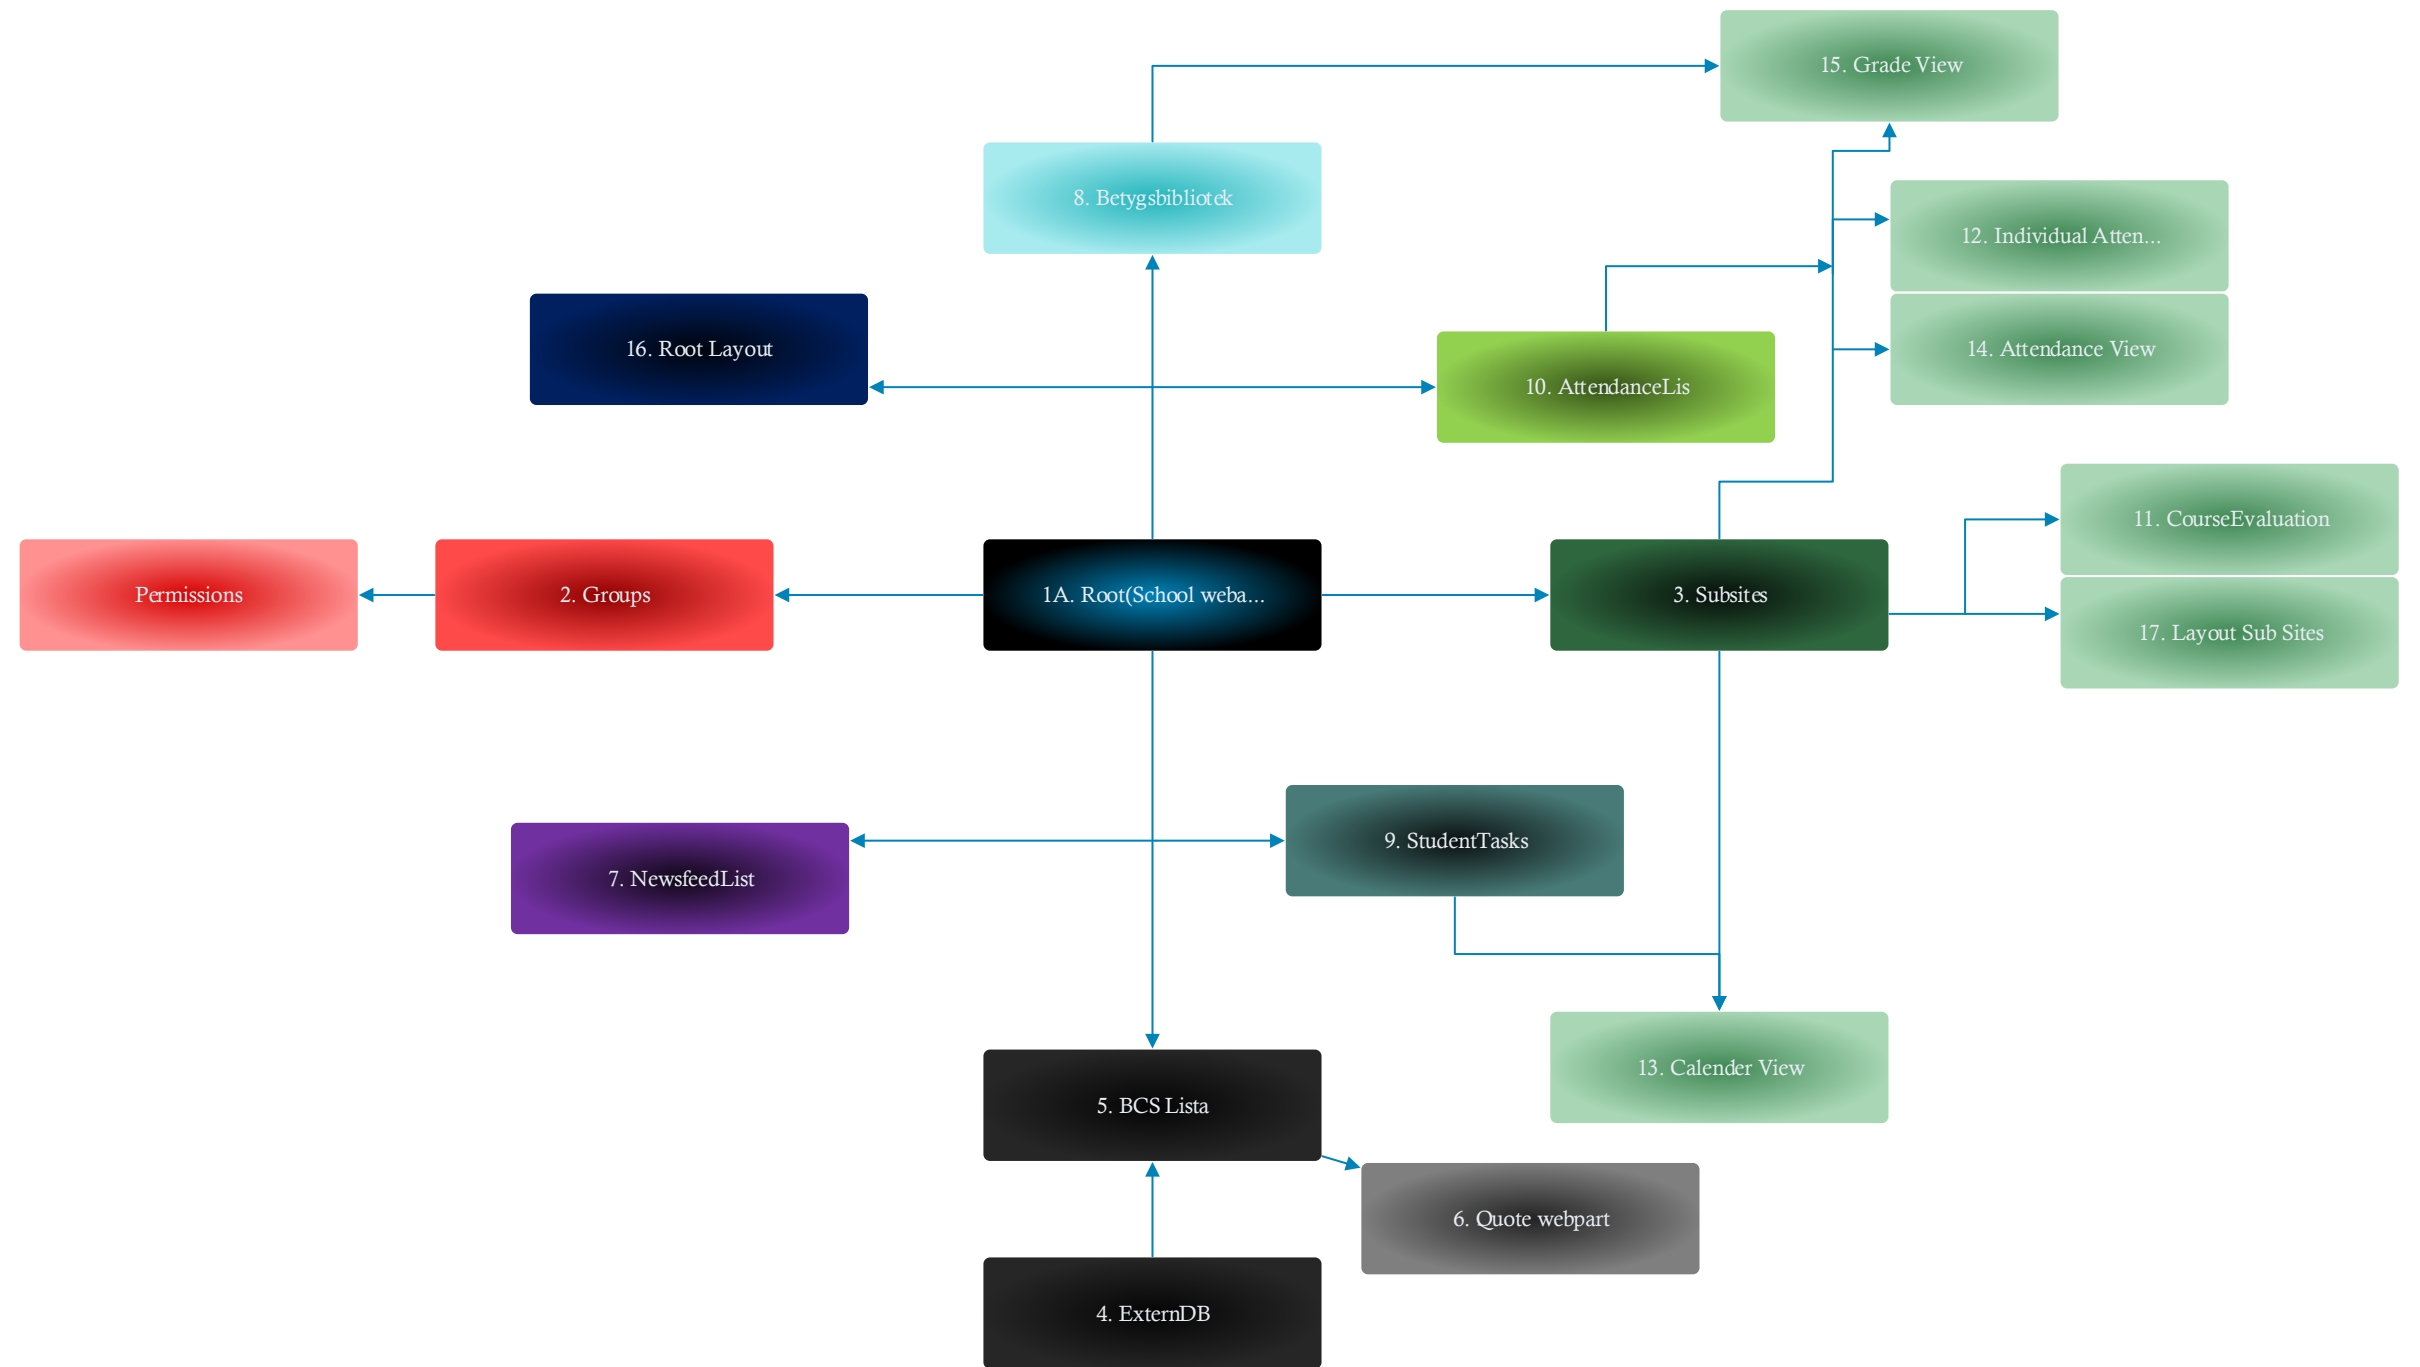 15. Grade View
8. Betygsbibliotek
12. Individual Atten...
16. Root Layout
14. Attendance View
10. AttendanceLis
11. CourseEvaluation
Permissions
2. Groups
1A. Root(School weba...
3. Subsites
17. Layout Sub Sites
9. StudentTasks
7. NewsfeedList
13. Calender View
5. BCS Lista
6. Quote webpart
4. ExternDB